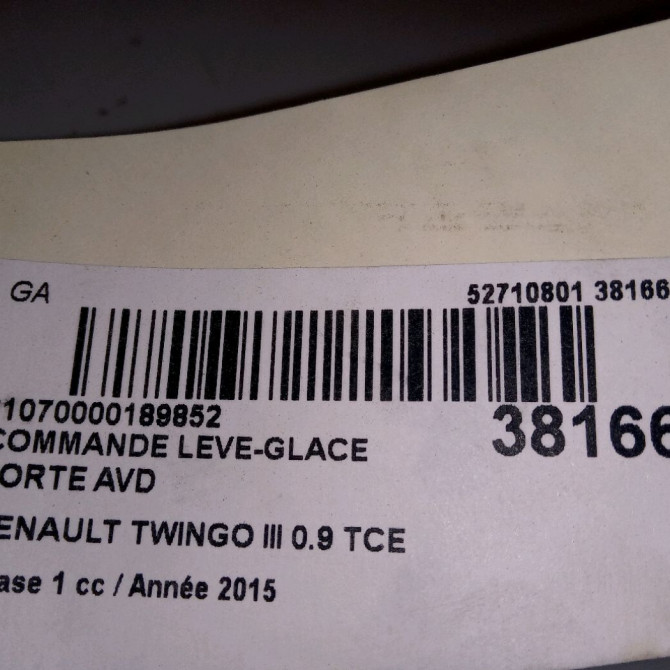 GA
52710801 38166
1070000189852
38166
COMMANDE LEVE-GLACE
ORTE AVD
ENAULT TWINGO III 0.9 TCE
ase 1 cc / Année 2015